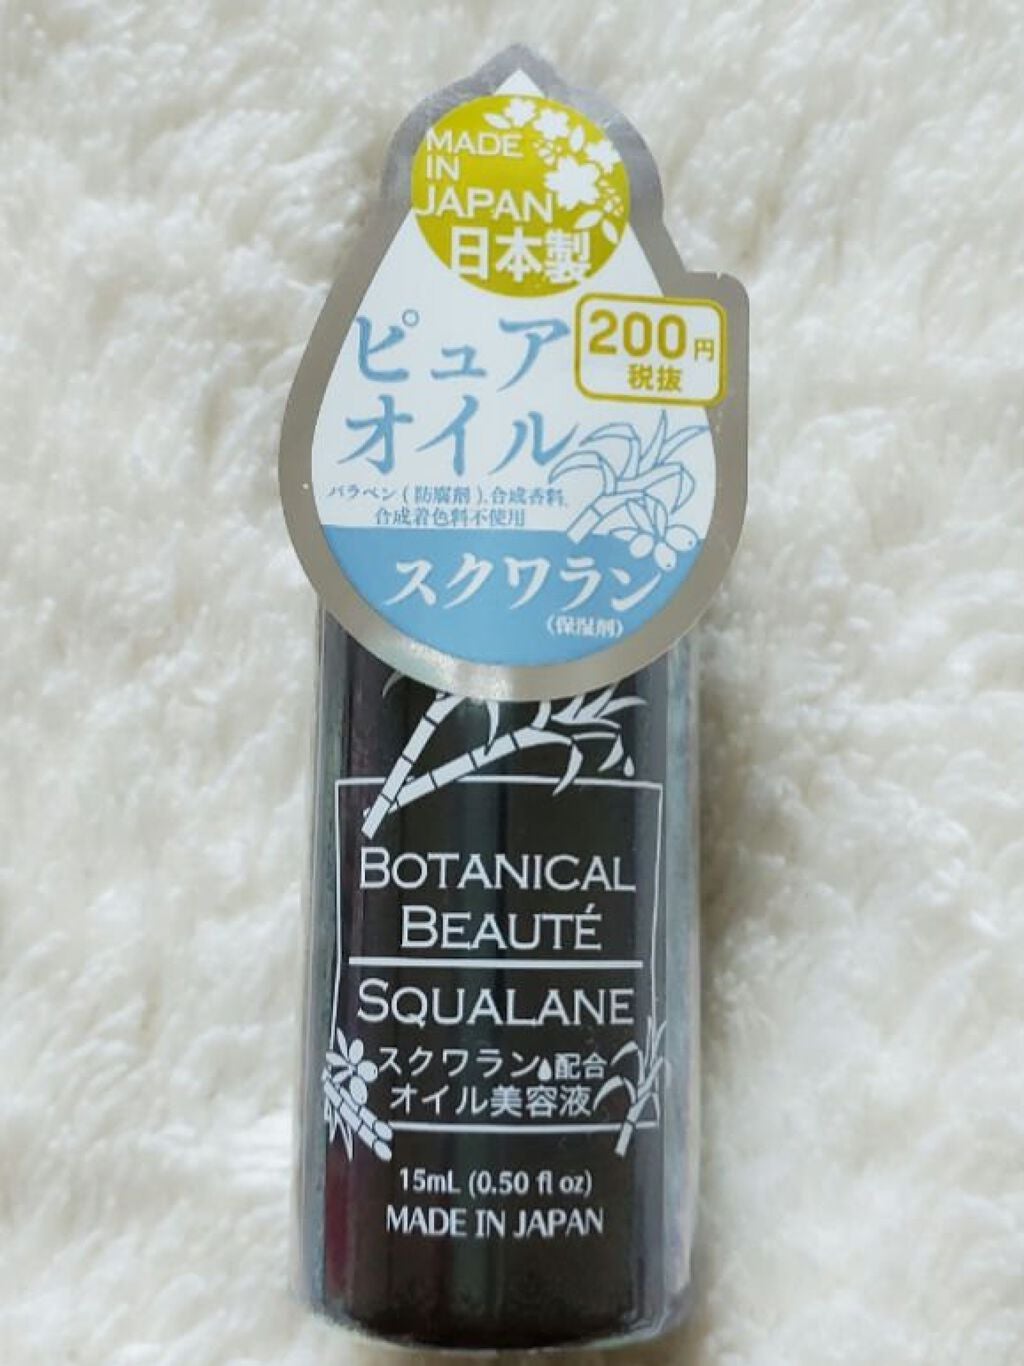 MADE
IN
JAPAN
日本製
ピュア
オイル
200円
税抜
パラベン(防腐剤)、合成香料、
合成着色料不使用
スクワラン
(保湿剤)
BOTANICAL
BEAUTÉ
SQUALANE
スクワラン配合
オイル美容液
15mL (0.50 fl oz)
MADE IN JAPAN